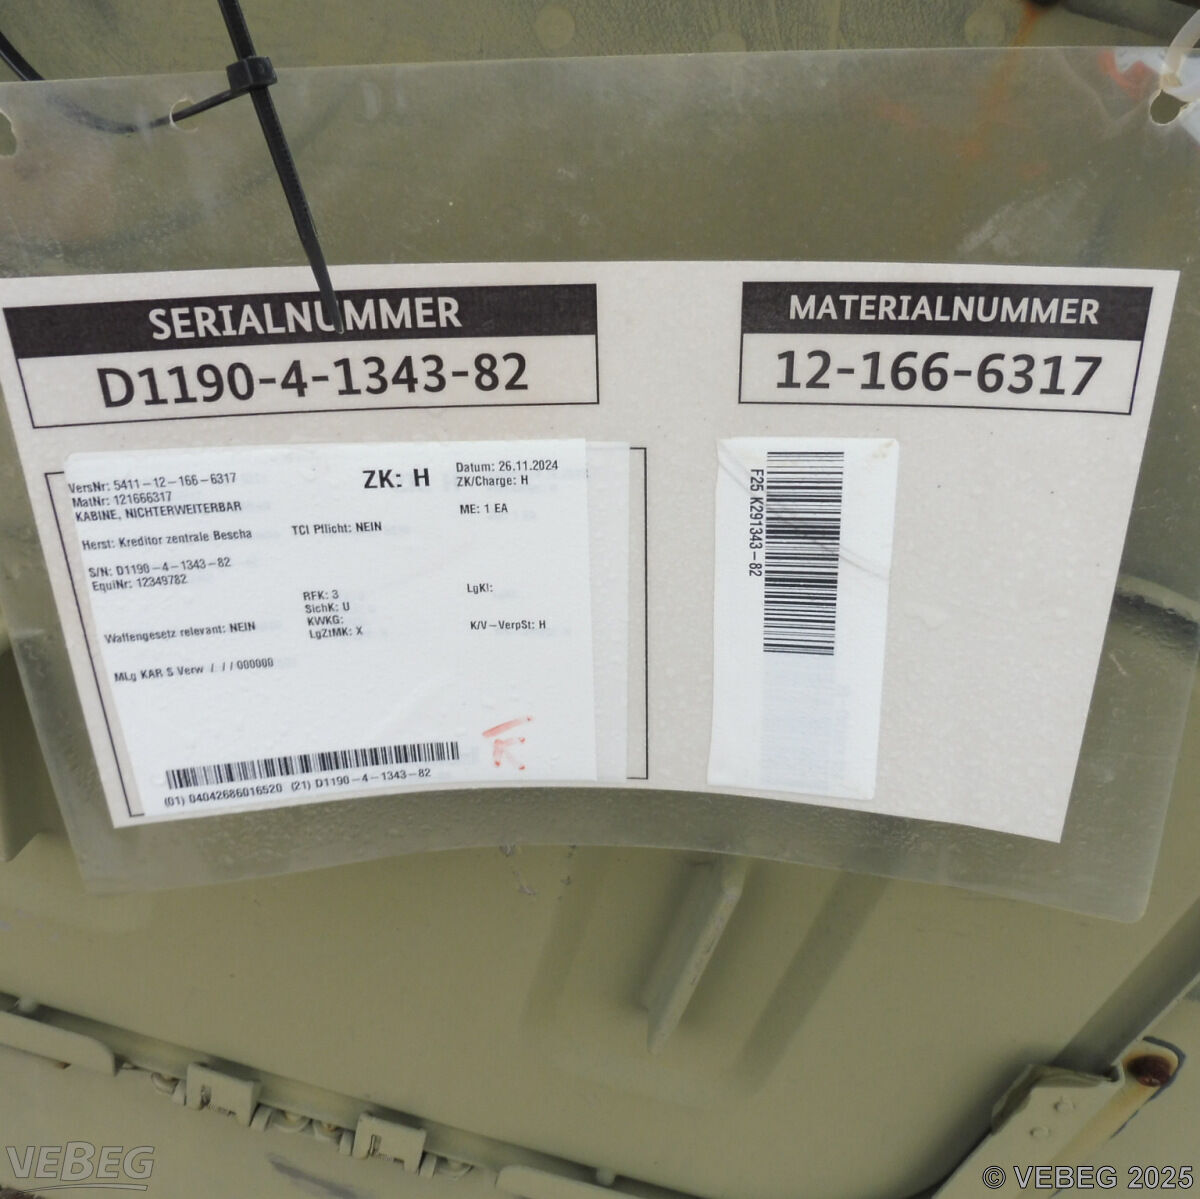 SERIALNUMMER
D1190-4-1343-82
MATERIALNUMMER
12-166-6317
VersNr: 5411-12-166-6317
MatNr: 121666317
KABINE, NICHTERWEITERBAR
ZK: H
Datum: 26.11.2024
ZK/Charge: H
Herst: Kreditor zentrale Bescha
TCI Pflicht: NEIN
ME: 1 EA
S/N: D1190-4-1343-82
EquiNr: 12349782
RFK: 3
SichK: U
KWKG:
LgZtMK: X
LgKl:
Waffengesetz relevant: NEIN
K/V-VerpSt: H
MLg KAR S Verw / / / 000000
(01) 04042686016520 (21) D1190-4-1343-82
F25 K291343-82
VEBEG
© VEBEG 2025